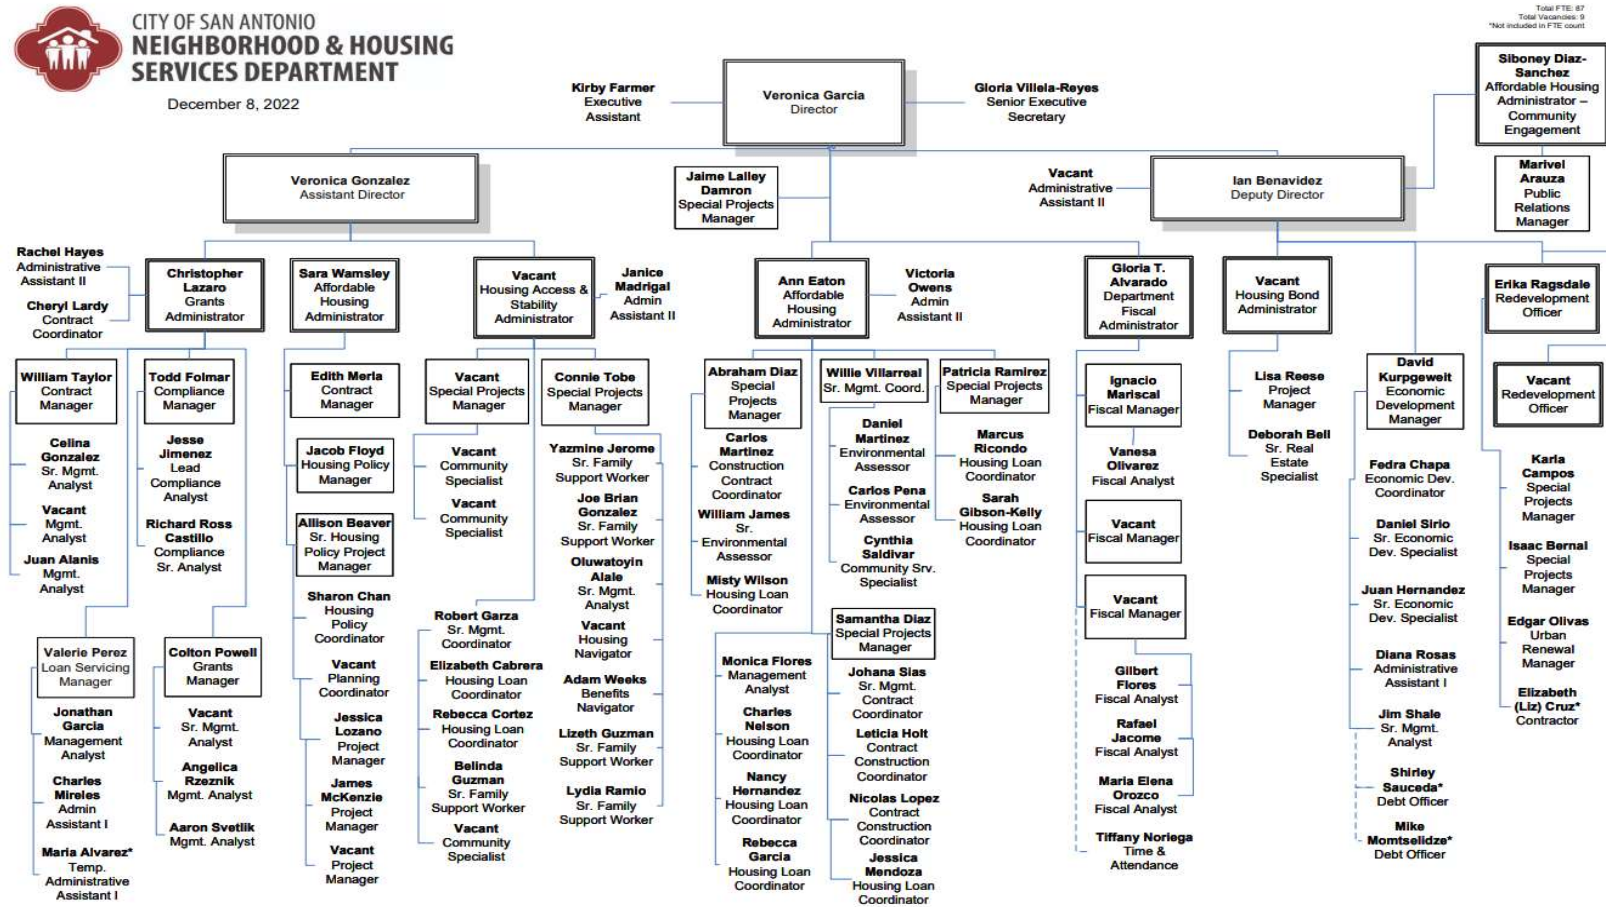 CITY OF SAN ANTONIO
NEIGHBORHOOD & HOUSING
SERVICES DEPARTMENT
December 8, 2022
Total FTE: 87
Total Vacancies: 9
*Not included in FTE count
Kirby Farmer
Executive
Assistant
Veronica Garcia
Director
Gloria Villela-Reyes
Senior Executive
Secretary
Siboney Diaz-
Sanchez
Affordable Housing
Administrator –
Community
Engagement
Marivel
Arauza
Public
Relations
Manager
Veronica Gonzalez
Assistant Director
Jaime Lalley
Damron
Special Projects
Manager
Vacant
Administrative
Assistant II
Ian Benavidez
Deputy Director
Rachel Hayes
Administrative
Assistant II
Cheryl Lardy
Contract
Coordinator
Christopher
Lazaro
Grants
Administrator
Sara Wamsley
Affordable
Housing
Administrator
Vacant
Housing Access &
Stability
Administrator
Janice
Madrigal
Admin
Assistant II
Ann Eaton
Affordable
Housing
Administrator
Victoria
Owens
Admin
Assistant II
Gloria T.
Alvarado
Department
Fiscal
Administrator
Vacant
Housing Bond
Administrator
Erika Ragsdale
Redevelopment
Officer
William Taylor
Contract
Manager
Celina
Gonzalez
Sr. Mgmt.
Analyst
Vacant
Mgmt.
Analyst
Juan Alanis
Mgmt.
Analyst
Todd Folmar
Compliance
Manager
Jesse
Jimenez
Lead
Compliance
Analyst
Richard Ross
Castillo
Compliance
Sr. Analyst
Valerie Perez
Loan Servicing
Manager
Jonathan
Garcia
Management
Analyst
Charles
Mireles
Admin
Assistant I
Maria Alvarez*
Temp.
Administrative
Assistant I
Colton Powell
Grants
Manager
Vacant
Sr. Mgmt.
Analyst
Angelica
Rzeznik
Mgmt. Analyst
Aaron Svetlik
Mgmt. Analyst
Edith Merla
Contract
Manager
Jacob Floyd
Housing Policy
Manager
Allison Beaver
Sr. Housing
Policy Project
Manager
Sharon Chan
Housing
Policy
Coordinator
Vacant
Planning
Coordinator
Jessica
Lozano
Project
Manager
James
McKenzie
Project
Manager
Vacant
Project
Manager
Vacant
Special Projects
Manager
Vacant
Community
Specialist
Vacant
Community
Specialist
Robert Garza
Sr. Mgmt.
Coordinator
Elizabeth Cabrera
Housing Loan
Coordinator
Rebecca Cortez
Housing Loan
Coordinator
Belinda
Guzman
Sr. Family
Support Worker
Vacant
Community
Specialist
Connie Tobe
Special Projects
Manager
Yazmine Jerome
Sr. Family
Support Worker
Joe Brian
Gonzalez
Sr. Family
Support Worker
Oluwatoyin
Alale
Sr. Mgmt.
Analyst
Vacant
Housing
Navigator
Adam Weeks
Benefits
Navigator
Lizeth Guzman
Sr. Family
Support Worker
Lydia Ramio
Sr. Family
Support Worker
Abraham Diaz
Special
Projects
Manager
Carlos
Martinez
Construction
Contract
Coordinator
William James
Sr.
Environmental
Assessor
Misty Wilson
Housing Loan
Coordinator
Monica Flores
Management
Analyst
Charles
Nelson
Housing Loan
Coordinator
Nancy
Hernandez
Housing Loan
Coordinator
Rebecca
Garcia
Housing Loan
Coordinator
Willie Villarreal
Sr. Mgmt. Coord.
Daniel
Martinez
Environmental
Assessor
Carlos Pena
Environmental
Assessor
Cynthia
Saldivar
Community Srv.
Specialist
Samantha Diaz
Special Projects
Manager
Johana Sias
Sr. Mgmt.
Contract
Coordinator
Leticia Holt
Contract
Construction
Coordinator
Nicolas Lopez
Contract
Construction
Coordinator
Jessica
Mendoza
Housing Loan
Coordinator
Patricia Ramirez
Special Projects
Manager
Marcus
Ricondo
Housing Loan
Coordinator
Sarah
Gibson-Kelly
Housing Loan
Coordinator
Ignacio
Mariscal
Fiscal Manager
Vanesa
Olivarez
Fiscal Analyst
Vacant
Fiscal Manager
Vacant
Fiscal Manager
Gilbert
Flores
Fiscal Analyst
Rafael
Jacome
Fiscal Analyst
Maria Elena
Orozco
Fiscal Analyst
Tiffany Noriega
Time &
Attendance
Lisa Reese
Project
Manager
Deborah Bell
Sr. Real
Estate
Specialist
David
Kurpgeweit
Economic
Development
Manager
Fedra Chapa
Economic Dev.
Coordinator
Daniel Sirio
Sr. Economic
Dev. Specialist
Juan Hernandez
Sr. Economic
Dev. Specialist
Diana Rosas
Administrative
Assistant I
Jim Shale
Sr. Mgmt.
Analyst
Shirley
Sauceda*
Debt Officer
Mike
Momtselidze*
Debt Officer
Vacant
Redevelopment
Officer
Karla
Campos
Special
Projects
Manager
Isaac Bernal
Special
Projects
Manager
Edgar Olivas
Urban
Renewal
Manager
Elizabeth
(Liz) Cruz*
Contractor